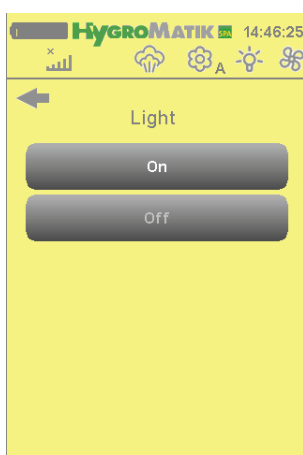 HYGROMATIK SPA 14:46:25
A
Light
On
Off